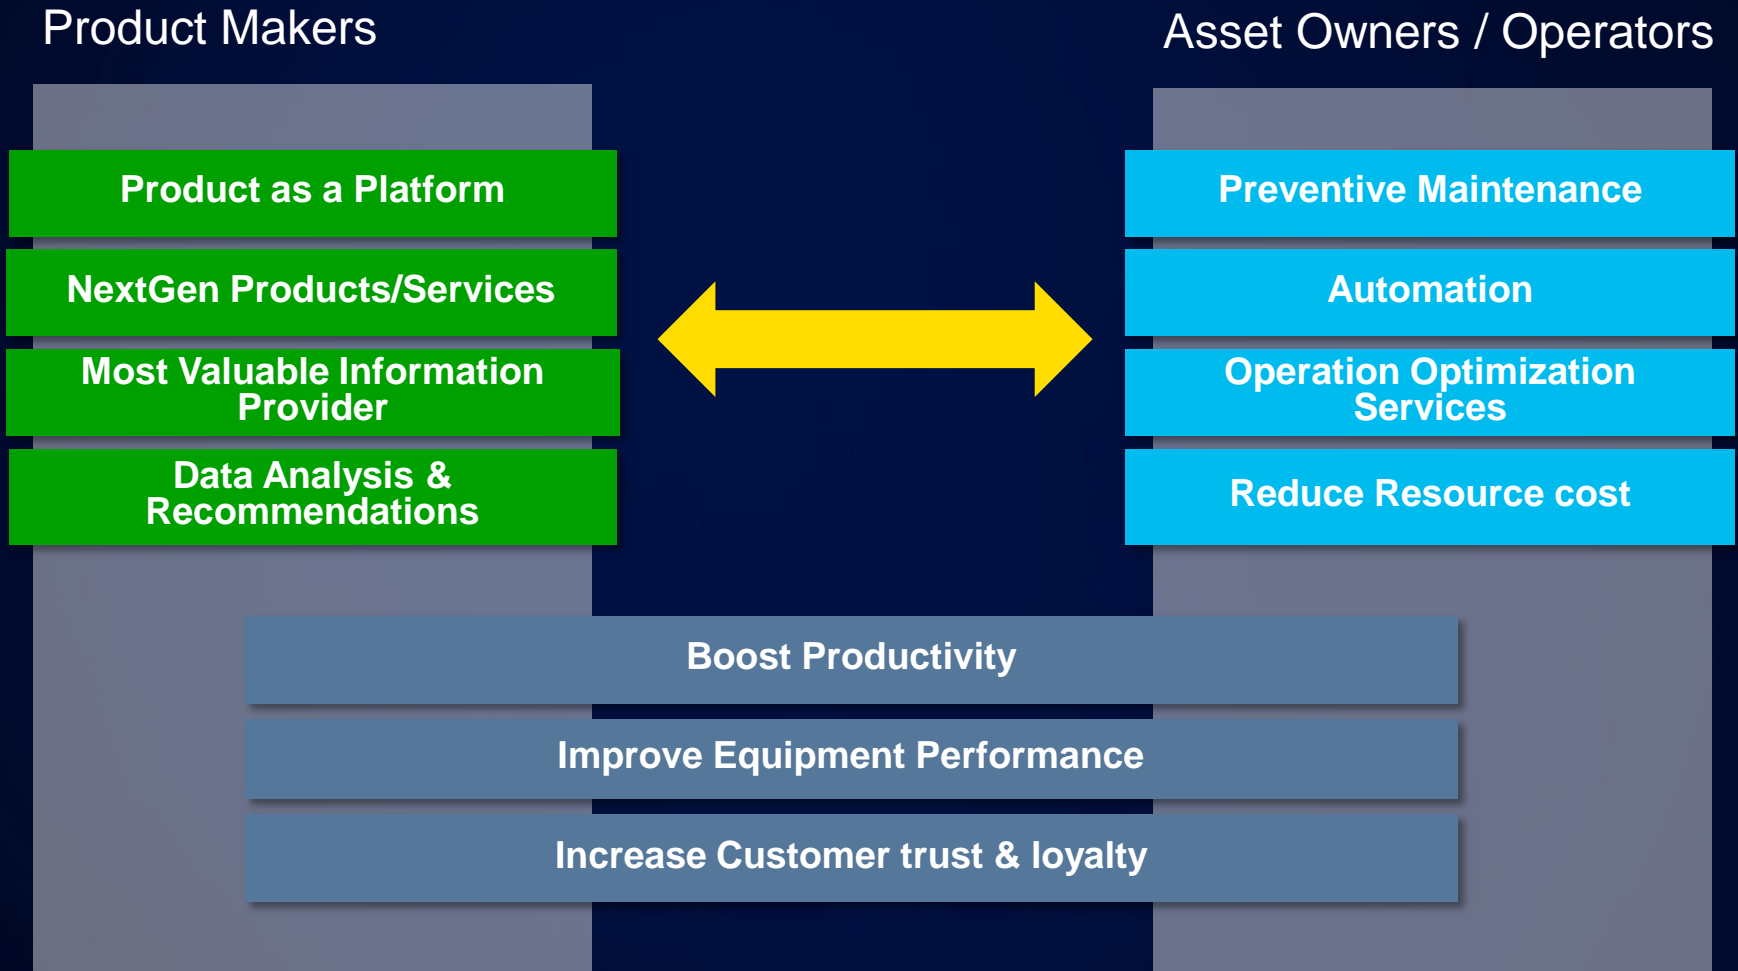 Product Makers
Asset Owners / Operators
Product as a Platform
NextGen Products/Services
Most Valuable Information
Provider
Data Analysis &
Recommendations
Preventive Maintenance
Automation
Operation Optimization
Services
Reduce Resource cost
Boost Productivity
Improve Equipment Performance
Increase Customer trust & loyalty